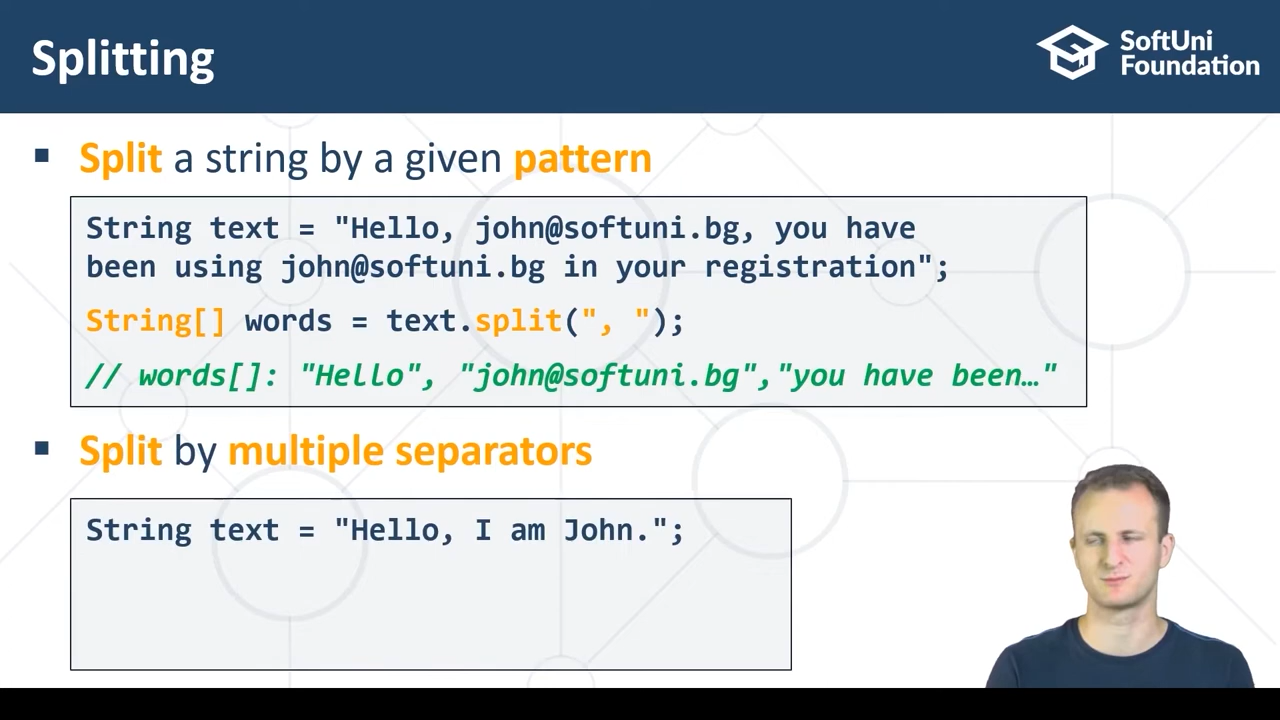 Splitting
SoftUni
Foundation
▪ Split a string by a given pattern
String text = "Hello, john@softuni.bg, you have
been using john@softuni.bg in your registration";
String[] words = text.split(", ");
// words[]: "Hello", "john@softuni.bg","you have been…"
▪ Split by multiple separators
String text = "Hello, I am John.";